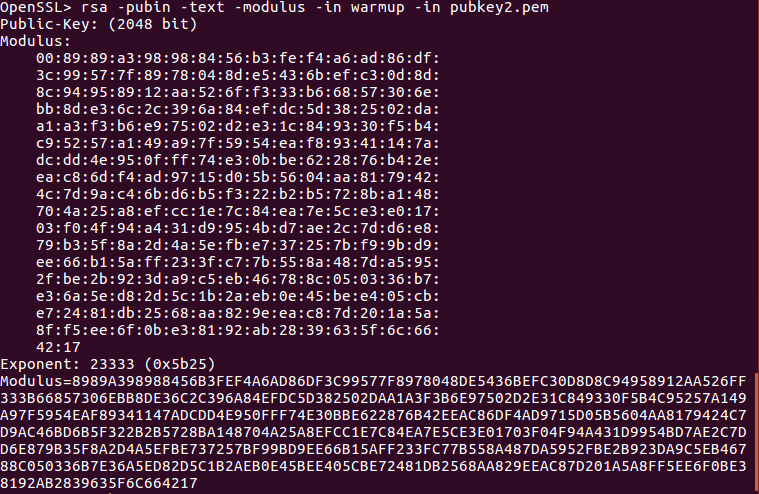 OpenSSL> rsa -pubin -text -modulus -in warmup -in pubkey2.pem
Public-Key: (2048 bit)
Modulus:
00:89:89:a3:98:98:84:56:b3:fe:f4:a6:ad:86:df:
3c:99:57:7f:89:78:04:8d:e5:43:6b:ef:c3:0d:8d:
8c:94:95:89:12:aa:52:6f:f3:33:b6:68:57:30:6e:
bb:8d:e3:6c:2c:39:6a:84:ef:dc:5d:38:25:02:da:
a1:a3:f3:b6:e9:75:02:d2:e3:1c:84:93:30:f5:b4:
c9:52:57:a1:49:a9:7f:59:54:ea:f8:93:41:14:7a:
dc:dd:4e:95:0f:ff:74:e3:0b:be:62:28:76:b4:2e:
ea:c8:6d:f4:ad:97:15:d0:5b:56:04:aa:81:79:42:
4c:7d:9a:c4:6b:d6:b5:f3:22:b2:b5:72:8b:a1:48:
70:4a:25:a8:ef:cc:1e:7c:84:ea:7e:5c:e3:e0:17:
03:f0:4f:94:a4:31:d9:95:4b:d7:ae:2c:7d:d6:e8:
79:b3:5f:8a:2d:4a:5e:fb:e7:37:25:7b:f9:9b:d9:
ee:66:b1:5a:ff:23:3f:c7:7b:55:8a:48:7d:a5:95:
2f:be:2b:92:3d:a9:c5:eb:46:78:8c:05:03:36:b7:
e3:6a:5e:d8:2d:5c:1b:2a:eb:0e:45:be:e4:05:cb:
e7:24:81:db:25:68:aa:82:9e:ea:c8:7d:20:1a:5a:
8f:f5:ee:6f:0b:e3:81:92:ab:28:39:63:5f:6c:66:
42:17
Exponent: 23333 (0x5b25)
Modulus=8989A398988456B3FEF4A6AD86DF3C99577F8978048DE5436BEFC30D8D8C94958912AA526FF
333B66857306EBB8DE36C2C396A84EFDC5D382502DAA1A3F3B6E97502D2E31C849330F5B4C95257A149
A97F5954EAF89341147ADCDD4E950FFF74E30BBE622876B42EEAC86DF4AD9715D05B5604AA8179424C7
D9AC46BD6B5F322B2B5728BA148704A25A8EFCC1E7C84EA7E5CE3E01703F04F94A431D9954BD7AE2C7D
D6E879B35F8A2D4A5EFBE737257BF99BD9EE66B15AFF233FC77B558A487DA5952FBE2B923DA9C5EB467
88C050336B7E36A5ED82D5C1B2AEB0E45BEE405CBE72481DB2568AA829EEAC87D201A5A8FF5EE6F0BE3
8192AB2839635F6C664217